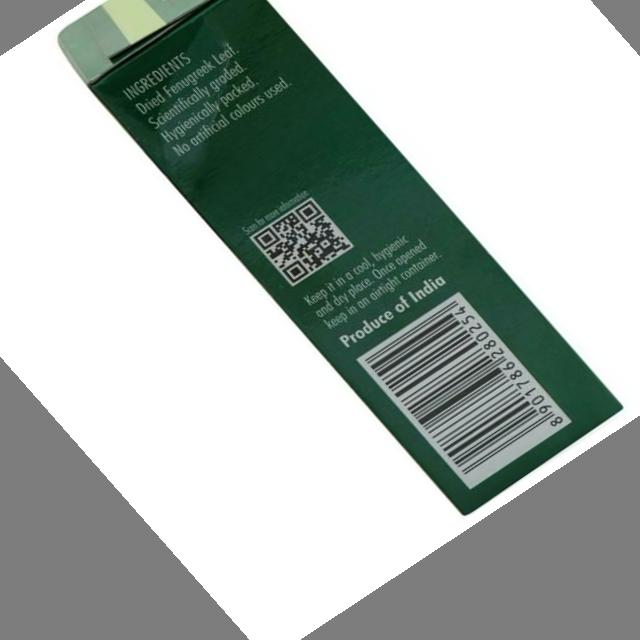 INGREDIENTS
Dried Fenugreek Leaf.
Scientifically graded.
Hygienically packed.
No artificial colours used.
Scan for more information
Keep it in a cool, hygienic
and dry place. Once opened
keep in an airtight container.
Produce of India
8901786280254